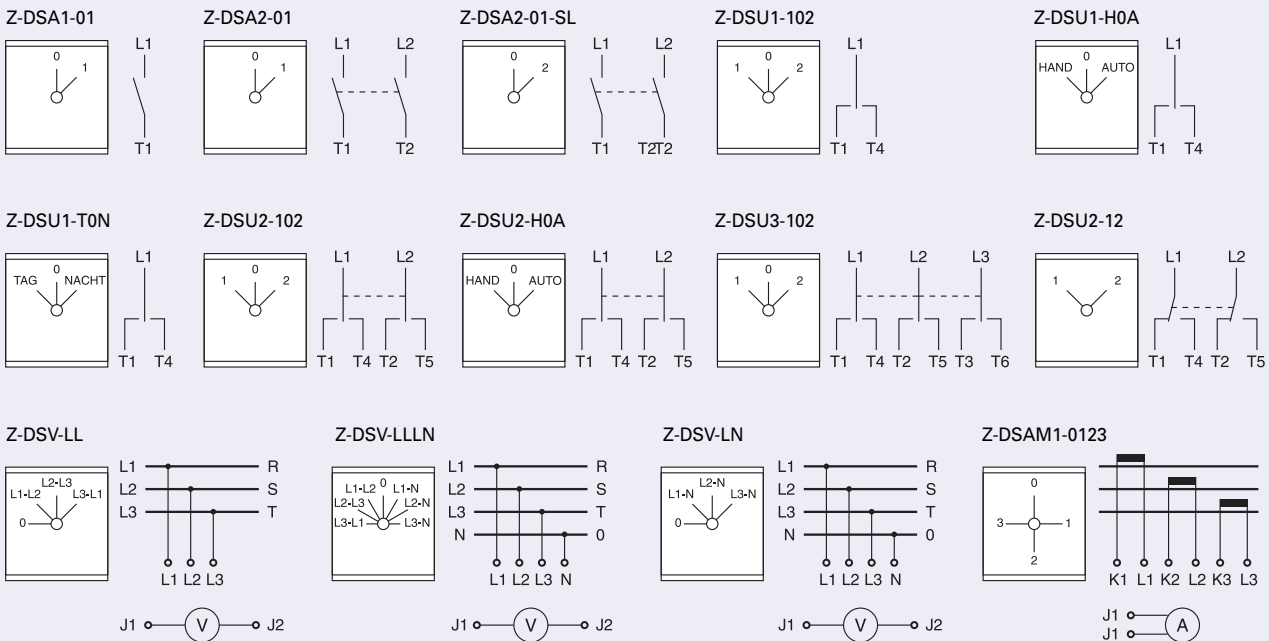 Z-DSA1-01 Z-DSA2-01 Z-DSA2-01-SL Z-DSU1-102 Z-DSU1-H0A
L1 L1 L2 L1 L2 L1 L1
0 0 0 0 0
1 1 2 1 2 HAND AUTO
T1 T1 T2 T1 T2T2 T1 T4 T1 T4
Z-DSU1-T0N Z-DSU2-102 Z-DSU2-H0A Z-DSU3-102 Z-DSU2-12
L1 L1 L2 L1 L2 L1 L2 L3 L1 L2
0 0 0 0
TAG NACHT 1 2 HAND AUTO 1 2 1 2
T1 T4 T1 T4 T2 T5 T1 T4 T2 T5 T1 T4 T2 T5 T3 T6 T1 T4 T2 T5
Z-DSV-LL Z-DSV-LLLN Z-DSV-LN Z-DSAM1-0123
L2-L3 L1 R 0 L1 R L2-N L1 R 0
L1-L2 L3-L1 L2 S L1-L2 L1-N L2 S L1-N L3-N L2 S
L2-L3 L2-N
0 L3 T L3-L1 L3-N L3 T 0 L3 T 3 1
N 0 N 0 2
L1 L2 L3 L1 L2 L3 N L1 L2 L3 N K1 L1 K2 L2 K3 L3
J1 V J2 J1 V J2 J1 V J2 J1 A
J1